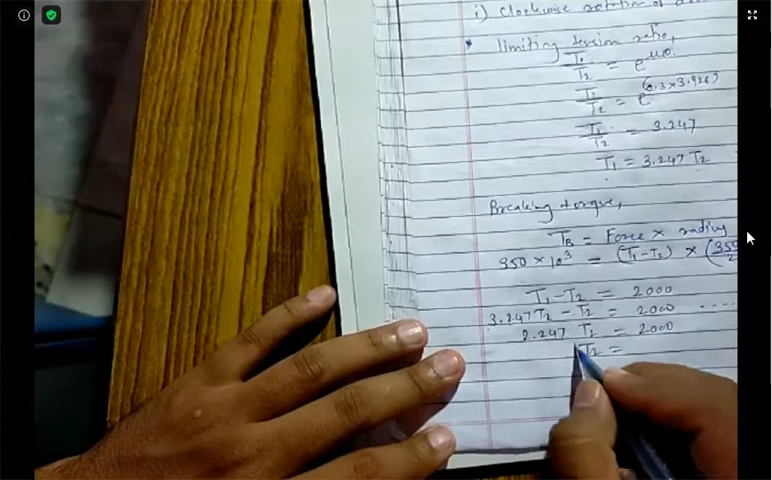 i) Clockwise rotation of
* limiting tension ratio,
T1/T2 = e^μθ.
T1/T2 = e^(0.3×3.926)
T1/T2 = 3.247
T1 = 3.247 T2
Breaking torque,
TB = Force × radius
350 × 10³ = (T1 - T2) × (350/2
T1 - T2 = 2000
3.247 T2 - T2 = 2000 ....
2.247 T2 = 2000
T2 =